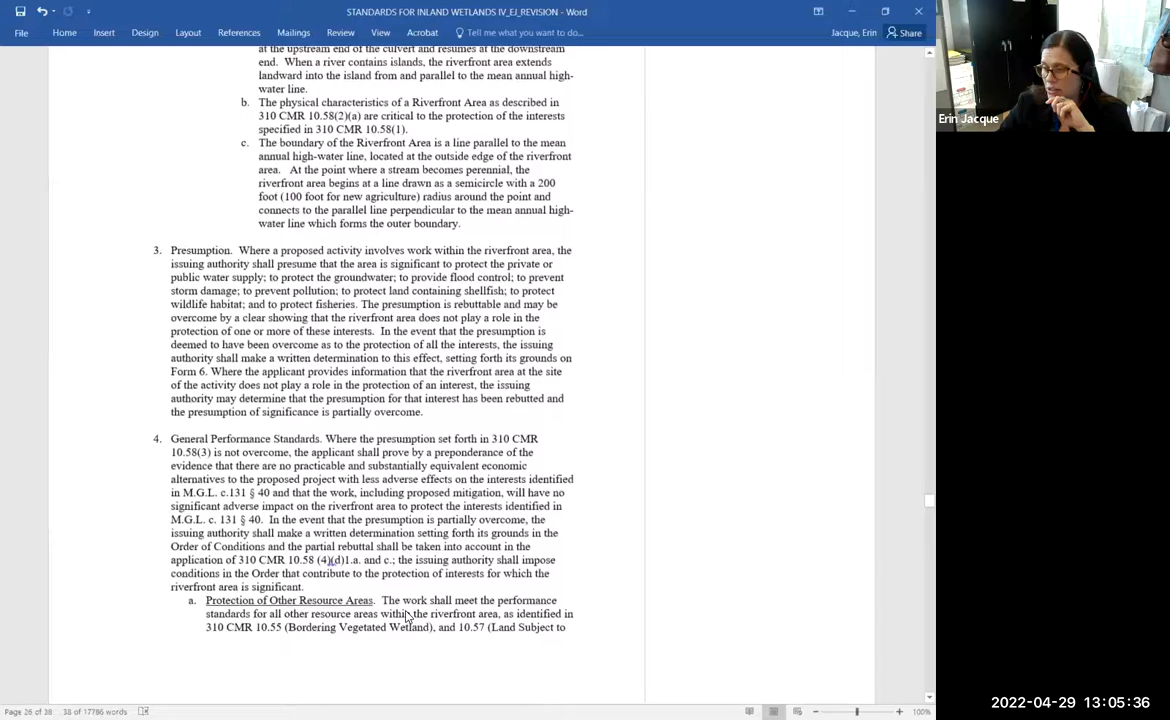 STANDARDS FOR INLAND WETLANDS IV_EJ_REVISION - Word
File Home Insert Design Layout References Mailings Review View Acrobat Tell me what you want to do... Jacque, Erin Share
at the upstream end of the culvert and resumes at the downstream
end. When a river contains islands, the riverfront area extends
landward into the island from and parallel to the mean annual high-
water line.
b. The physical characteristics of a Riverfront Area as described in
310 CMR 10.58(2)(a) are critical to the protection of the interests
specified in 310 CMR 10.58(1).
c. The boundary of the Riverfront Area is a line parallel to the mean
annual high-water line, located at the outside edge of the riverfront
area. At the point where a stream becomes perennial, the
riverfront area begins at a line drawn as a semicircle with a 200
foot (100 foot for new agriculture) radius around the point and
connects to the parallel line perpendicular to the mean annual high-
water line which forms the outer boundary.
3. Presumption. Where a proposed activity involves work within the riverfront area, the
issuing authority shall presume that the area is significant to protect the private or
public water supply; to protect the groundwater; to provide flood control; to prevent
storm damage; to prevent pollution; to protect land containing shellfish; to protect
wildlife habitat; and to protect fisheries. The presumption is rebuttable and may be
overcome by a clear showing that the riverfront area does not play a role in the
protection of one or more of these interests. In the event that the presumption is
deemed to have been overcome as to the protection of all the interests, the issuing
authority shall make a written determination to this effect, setting forth its grounds on
Form 6. Where the applicant provides information that the riverfront area at the site
of the activity does not play a role in the protection of an interest, the issuing
authority may determine that the presumption for that interest has been rebutted and
the presumption of significance is partially overcome.
4. General Performance Standards. Where the presumption set forth in 310 CMR
10.58(3) is not overcome, the applicant shall prove by a preponderance of the
evidence that there are no practicable and substantially equivalent economic
alternatives to the proposed project with less adverse effects on the interests identified
in M.G.L. c.131 § 40 and that the work, including proposed mitigation, will have no
significant adverse impact on the riverfront area to protect the interests identified in
M.G.L. c. 131 § 40. In the event that the presumption is partially overcome, the
issuing authority shall make a written determination setting forth its grounds in the
Order of Conditions and the partial rebuttal shall be taken into account in the
application of 310 CMR 10.58 (4)(d)1.a. and c.; the issuing authority shall impose
conditions in the Order that contribute to the protection of interests for which the
riverfront area is significant.
a. Protection of Other Resource Areas. The work shall meet the performance
standards for all other resource areas within the riverfront area, as identified in
310 CMR 10.55 (Bordering Vegetated Wetland), and 10.57 (Land Subject to
Page 26 of 38 38 of 17786 words 100%
Erin Jacque
2022-04-29 13:05:36